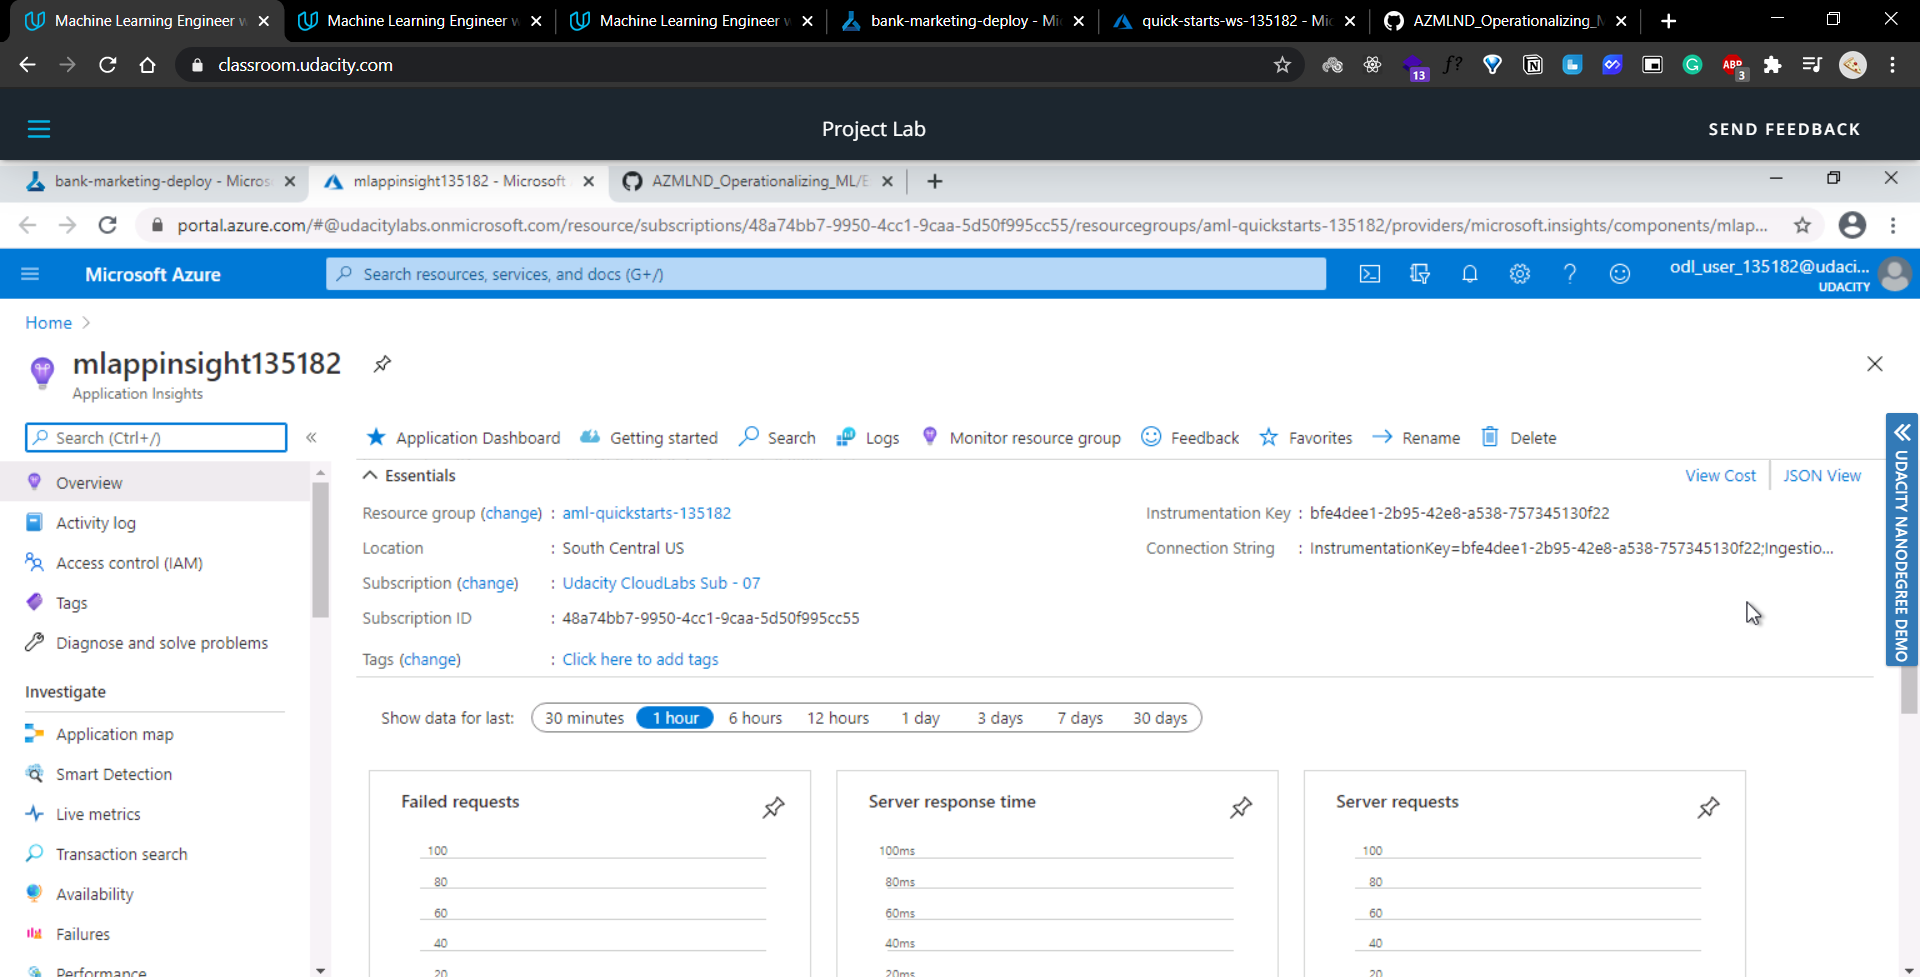 Machine Learning Engineer w
Machine Learning Engineer w
Machine Learning Engineer w
bank-marketing-deploy - Mi
quick-starts-ws-135182 - Mic
AZMLND_Operationalizing_M
classroom.udacity.com
f?
13
ABP
3
Project Lab
SEND FEEDBACK
bank-marketing-deploy - Micros
mlappinsight135182 - Microsoft
AZMLND_Operationalizing_ML/E
portal.azure.com/#@udacitylabs.onmicrosoft.com/resource/subscriptions/48a74bb7-9950-4cc1-9caa-5d50f995cc55/resourcegroups/aml-quickstarts-135182/providers/microsoft.insights/components/mlap...
Microsoft Azure
Search resources, services, and docs (G+/)
odl_user_135182@udaci...
UDACITY
Home
mlappinsight135182
Application Insights
Search (Ctrl+/)
Overview
Activity log
Access control (IAM)
Tags
Diagnose and solve problems
Investigate
Application map
Smart Detection
Live metrics
Transaction search
Availability
Failures
Performance
Application Dashboard
Getting started
Search
Logs
Monitor resource group
Feedback
Favorites
Rename
Delete
Essentials
View Cost
JSON View
Resource group (change) : aml-quickstarts-135182
Location : South Central US
Subscription (change) : Udacity CloudLabs Sub - 07
Subscription ID : 48a74bb7-9950-4cc1-9caa-5d50f995cc55
Tags (change) : Click here to add tags
Instrumentation Key : bfe4dee1-2b95-42e8-a538-757345130f22
Connection String : InstrumentationKey=bfe4dee1-2b95-42e8-a538-757345130f22;Ingestio...
UDACITY NANODEGREE DEMO
Show data for last:
30 minutes
1 hour
6 hours
12 hours
1 day
3 days
7 days
30 days
Failed requests
100
80
60
40
20
Server response time
100ms
80ms
60ms
40ms
20ms
Server requests
100
80
60
40
20